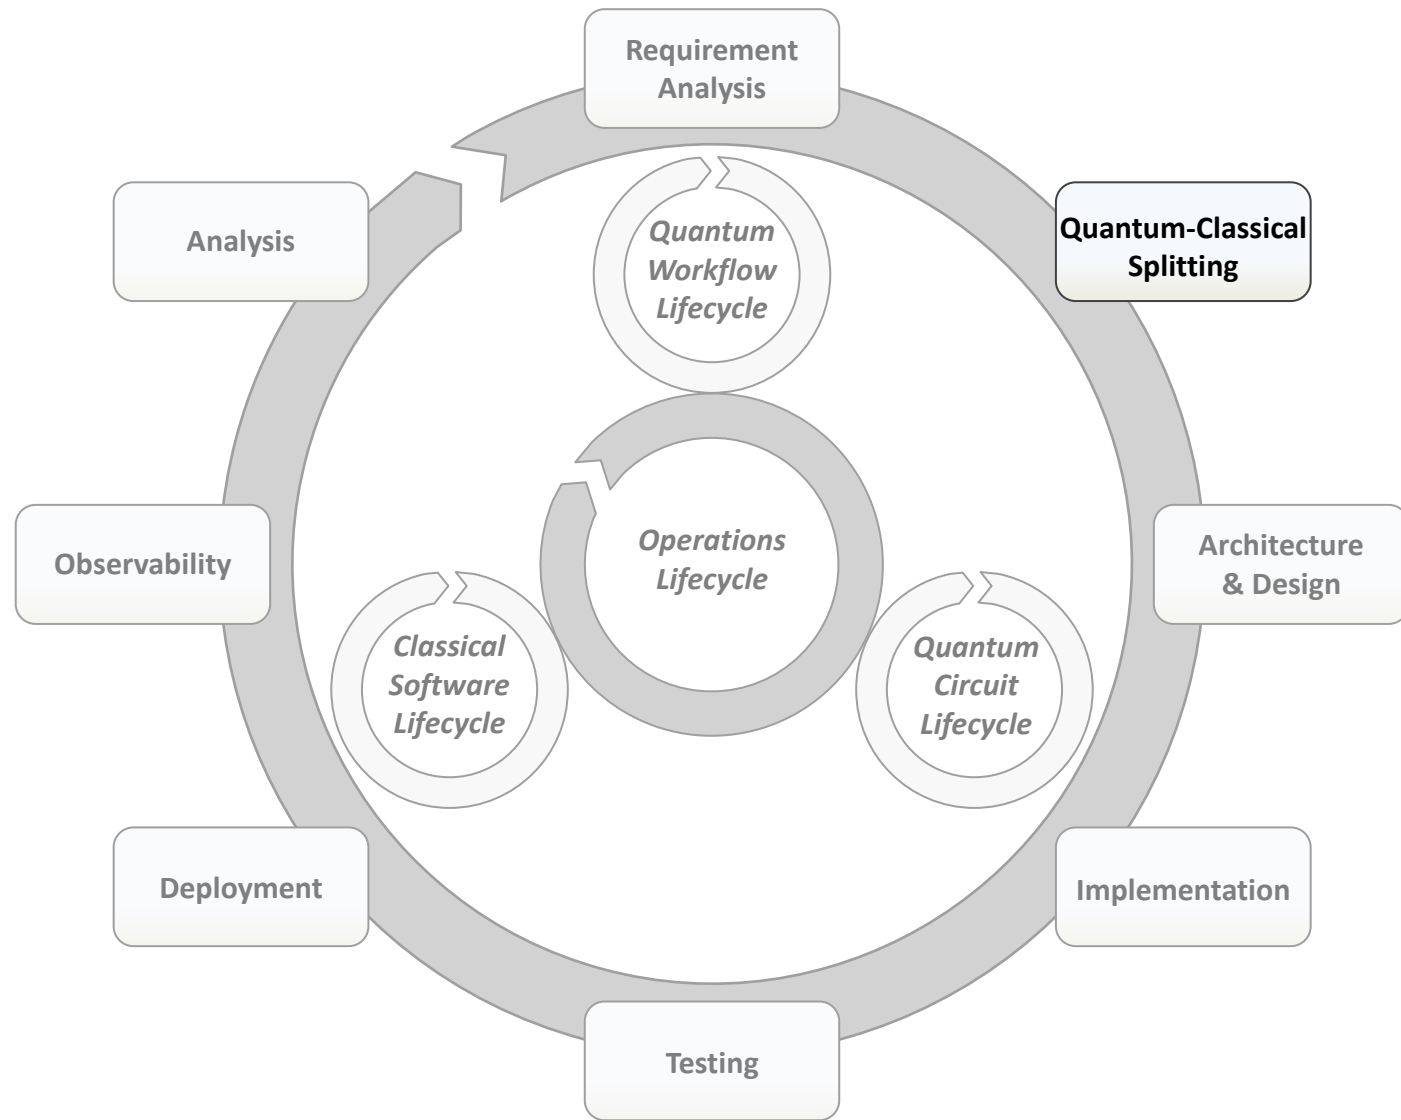 Requirement
Analysis
Quantum-Classical
Splitting
Architecture
& Design
Implementation
Testing
Deployment
Observability
Analysis
Quantum
Workflow
Lifecycle
Operations
Lifecycle
Classical
Software
Lifecycle
Quantum
Circuit
Lifecycle